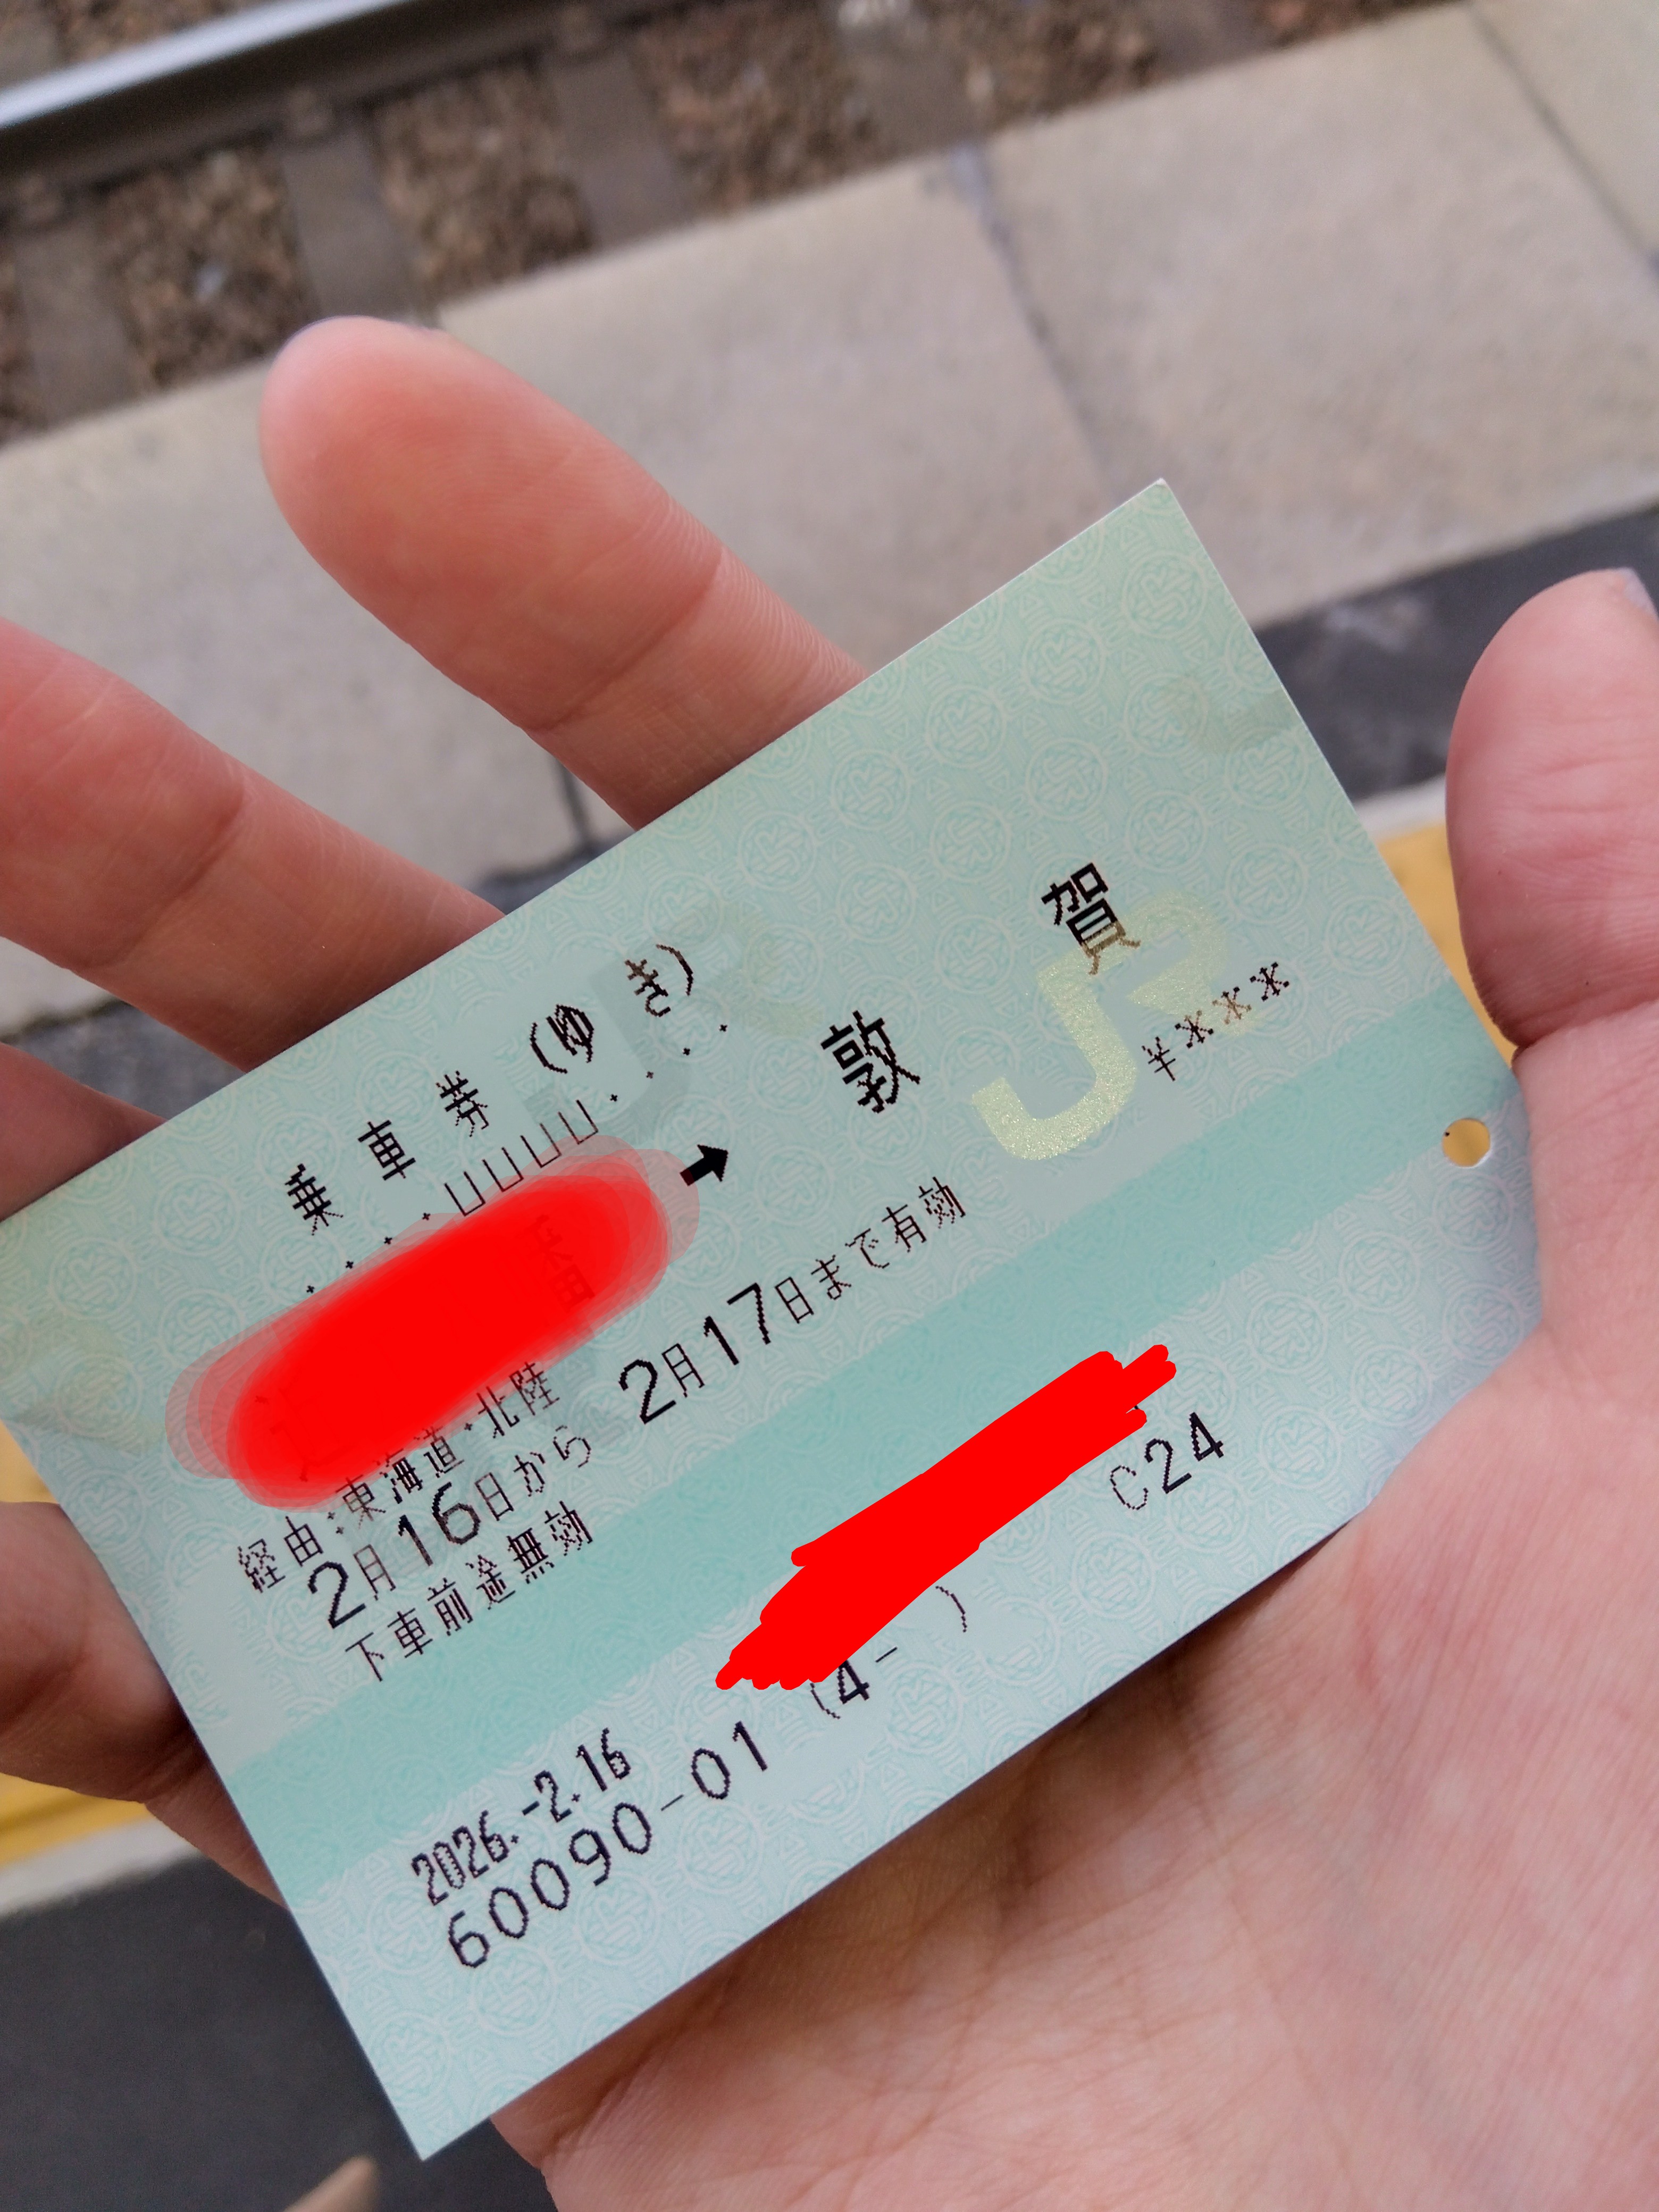 乗車券(ゆき)
→ 敦賀
経由:東海道・北陸
¥****
2月16日から 2月17日まで有効
下車前途無効
2026.-2.16
C24
60090-01 (4- )
JR